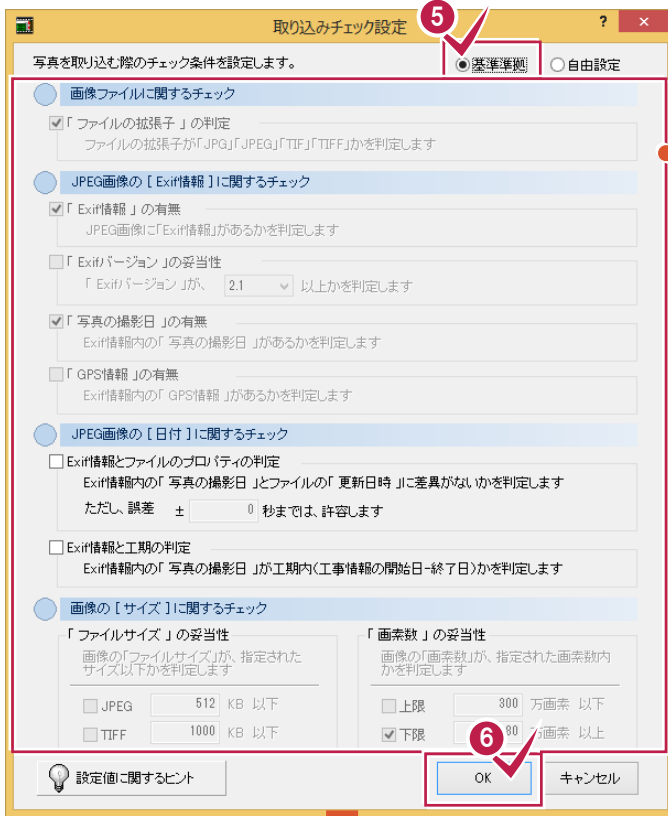 取り込みチェック設定
? ×
5
写真を取り込む際のチェック条件を設定します。
基準準拠 自由設定
画像ファイルに関するチェック
「 ファイルの拡張子 」の判定
ファイルの拡張子が「JPG」「JPEG」「TIF」「TIFF」かを判定します
JPEG画像の [ Exif情報 ]に関するチェック
「 Exif情報 」の有無
JPEG画像に「Exif情報」があるかを判定します
「 Exifバージョン 」の妥当性
「 Exifバージョン 」が、 2.1 以上かを判定します
「 写真の撮影日 」の有無
Exif情報内の「 写真の撮影日 」があるかを判定します
「 GPS情報 」の有無
Exif情報内の「 GPS情報 」があるかを判定します
JPEG画像の [ 日付 ]に関するチェック
Exif情報とファイルのプロパティの判定
Exif情報内の「 写真の撮影日 」とファイルの「 更新日時 」に差異がないかを判定します
ただし、誤差 ± 0 秒までは、許容します
Exif情報と工期の判定
Exif情報内の「 写真の撮影日 」が工期内(工事情報の開始日-終了日)かを判定します
画像の [ サイズ ]に関するチェック
「 ファイルサイズ 」の妥当性
画像の「ファイルサイズ」が、指定された
サイズ以下かを判定します
JPEG 512 KB 以下
TIFF 1000 KB 以下
「 画素数 」の妥当性
画像の「画素数」が、指定された画素数内
かを判定します
上限 300 万画素 以下
下限 80 万画素 以上
6
設定値に関するヒント
OK
キャンセル